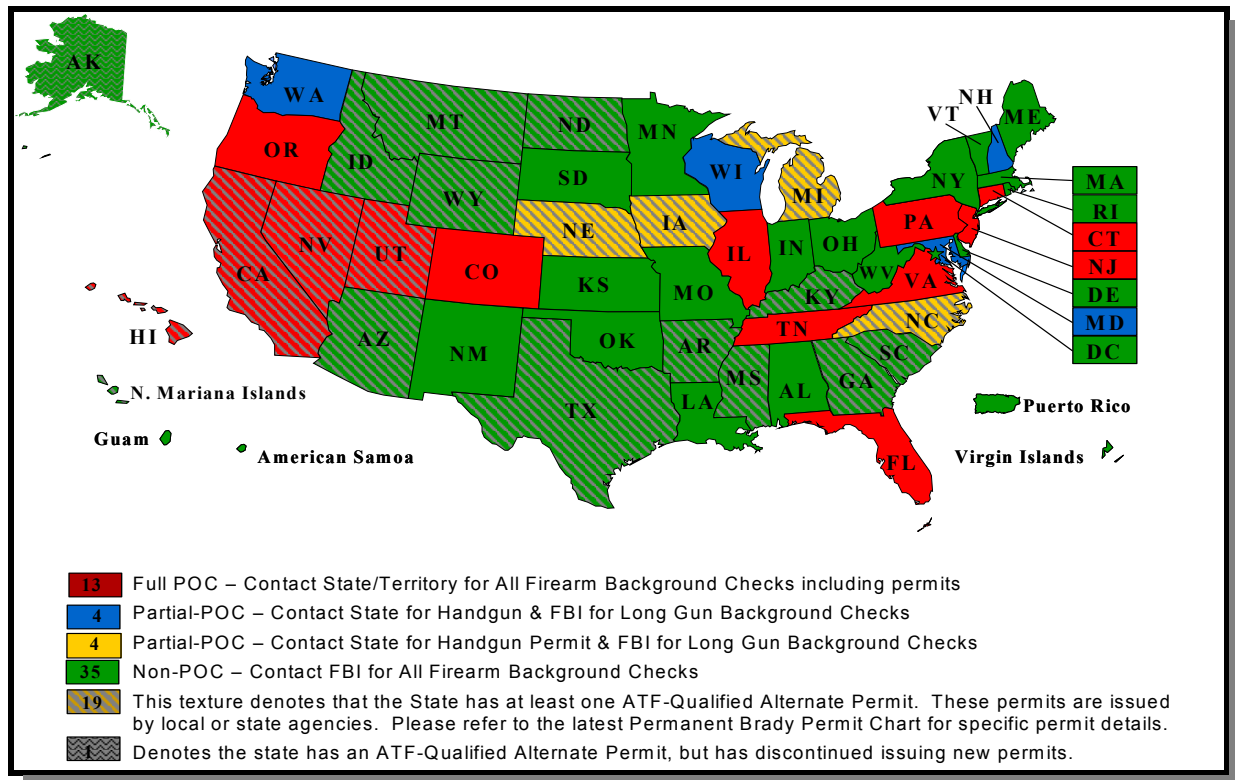 AK
WA
MT
ND
MN
VT
NH
ME
OR
ID
WY
SD
WI
MI
NY
MA
RI
CT
NJ
DE
MD
DC
NV
UT
CO
NE
IA
IL
IN
OH
PA
CA
KS
MO
WV
VA
KY
HI
AZ
NM
OK
AR
TN
NC
SC
MS
AL
GA
TX
LA
FL
N. Mariana Islands
Guam
American Samoa
Puerto Rico
Virgin Islands
13 Full POC – Contact State/Territory for All Firearm Background Checks including permits
4 Partial-POC – Contact State for Handgun & FBI for Long Gun Background Checks
4 Partial-POC – Contact State for Handgun Permit & FBI for Long Gun Background Checks
35 Non-POC – Contact FBI for All Firearm Background Checks
19 This texture denotes that the State has at least one ATF-Qualified Alternate Permit. These permits are issued
by local or state agencies. Please refer to the latest Permanent Brady Permit Chart for specific permit details.
1 Denotes the state has an ATF-Qualified Alternate Permit, but has discontinued issuing new permits.